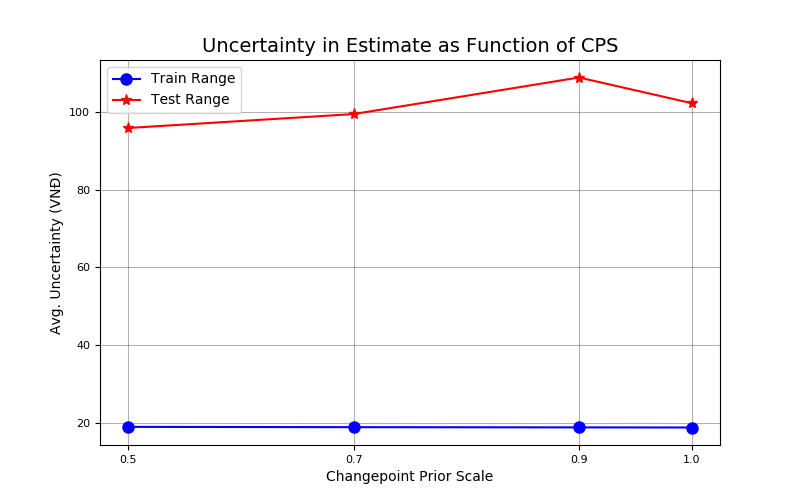 Uncertainty in Estimate as Function of CPS
Train Range
Test Range
Avg. Uncertainty (VNĐ)
100
80
60
40
20
0.5 0.7 0.9 1.0
Changepoint Prior Scale